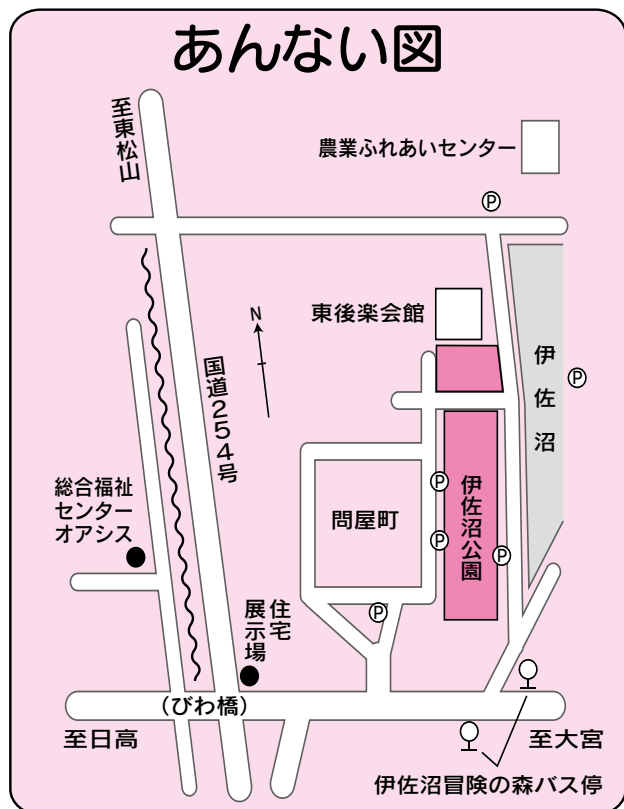 あんない図
至東松山
農業ふれあいセンター
Ⓟ
N
東後楽会館
伊佐沼
Ⓟ
国道254号
総合福祉
センター
オアシス
問屋町
Ⓟ
Ⓟ
伊佐沼公園
Ⓟ
Ⓟ
住宅
展示場
(びわ橋)
至日高
至大宮
伊佐沼冒険の森バス停